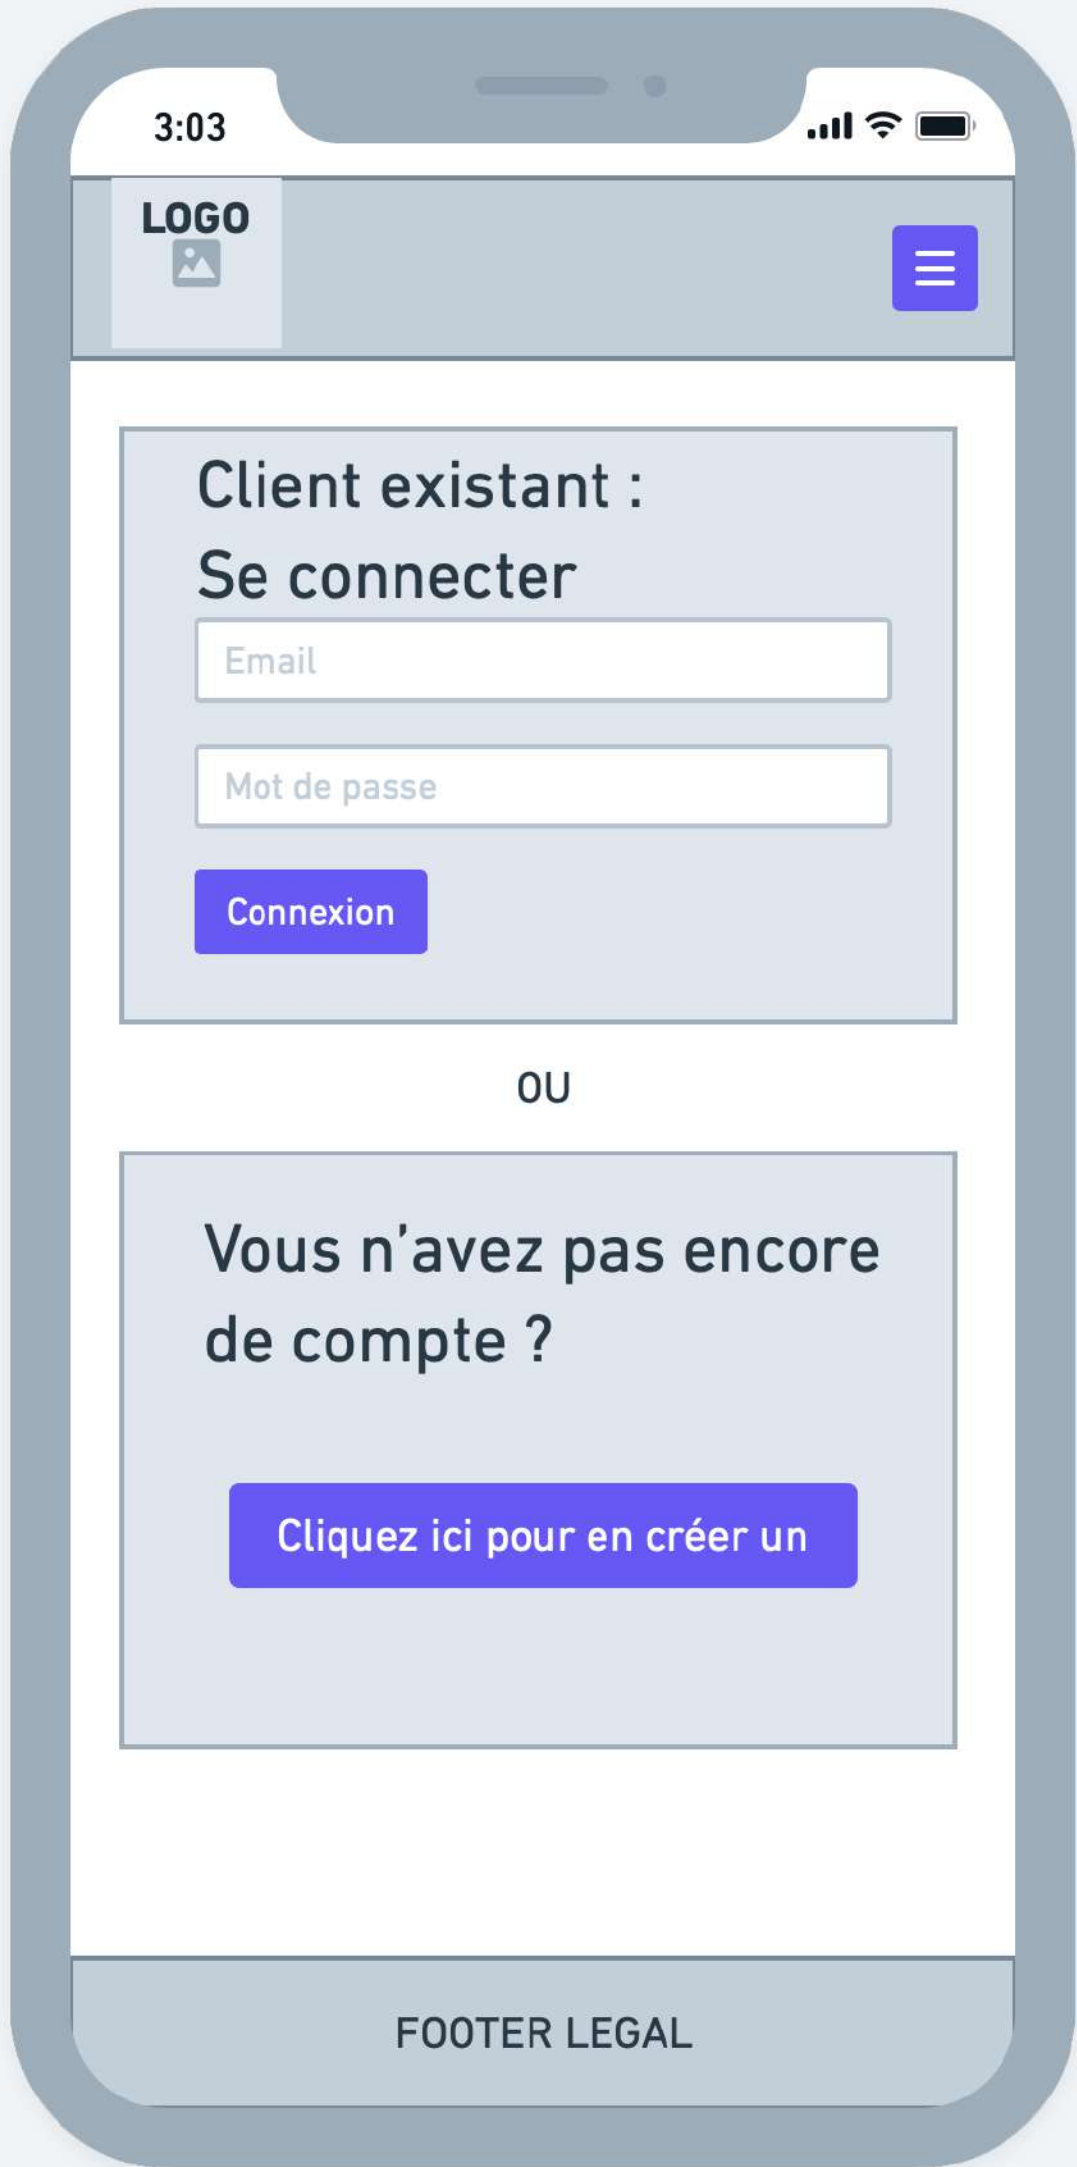 3:03
LOGO
Client existant :
Se connecter
Email
Mot de passe
Connexion
OU
Vous n’avez pas encore
de compte ?
Cliquez ici pour en créer un
FOOTER LEGAL